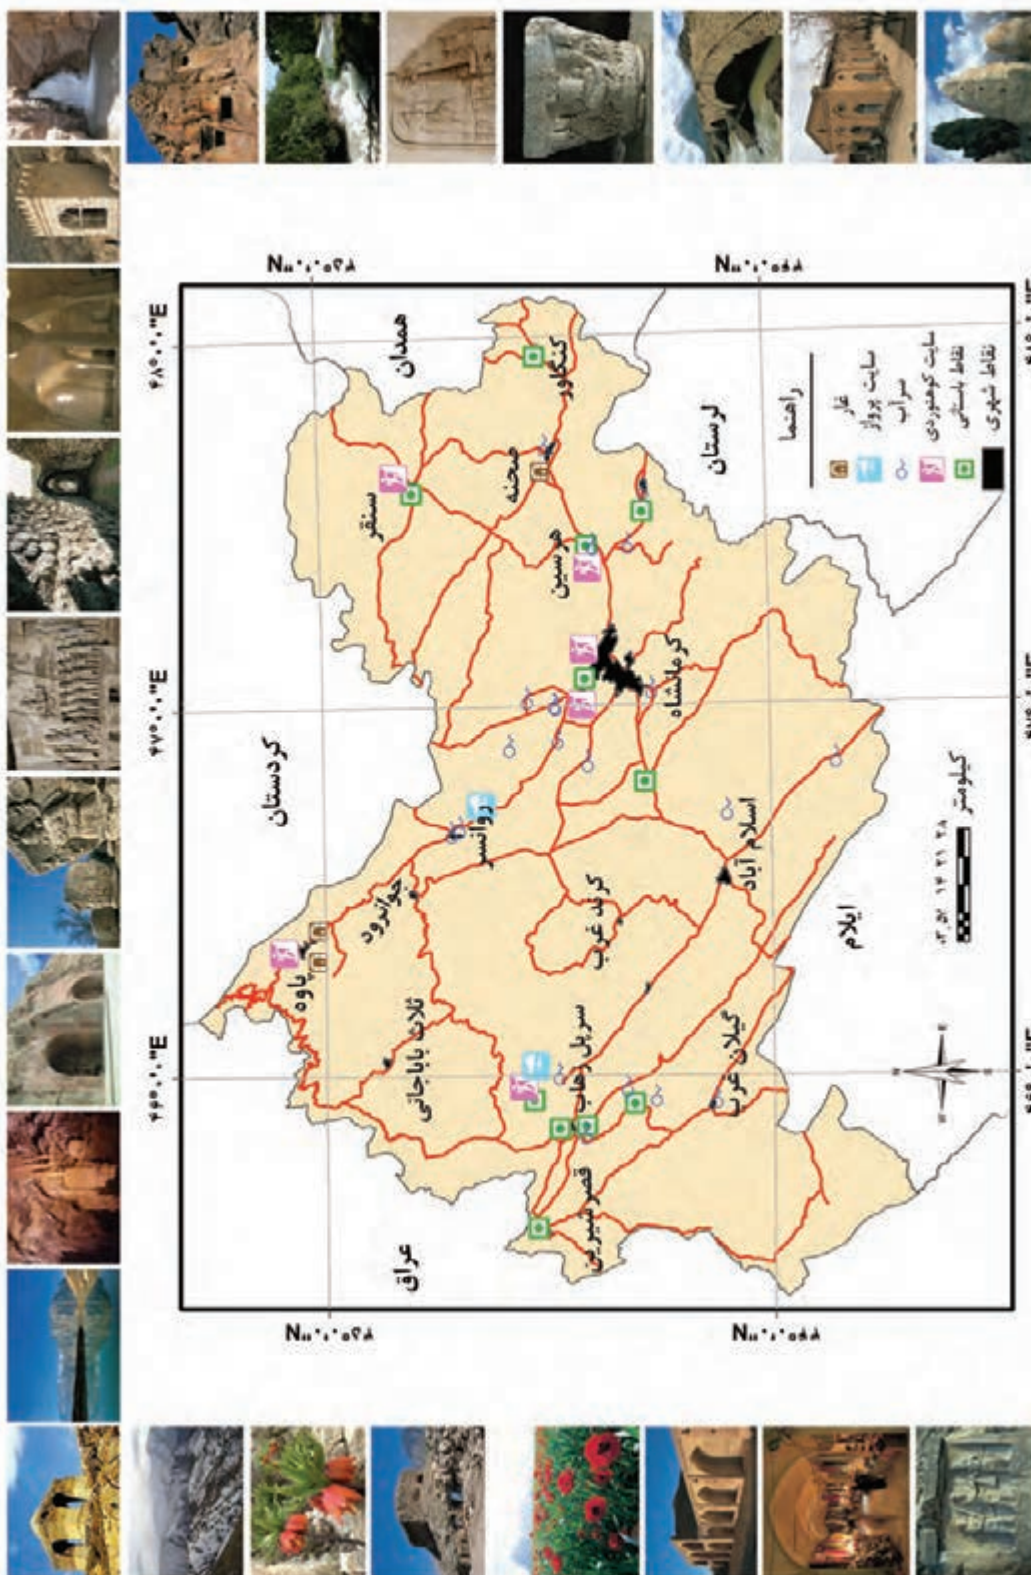 همدان
کردستان
عراق
لرستان
ایلام
سنقر
کنگاور
صحنه
هرسین
کرمانشاه
روانسر
جوانرود
پاوه
ثلاث باباجانی
کرند غرب
اسلام آباد
سرپل ذهاب
گیلان غرب
قصر شیرین
راهنما
غار
سایت پرواز
سراب
سایت کوهنوردی
نقاط باستانی
نقاط شهری
کیلومتر